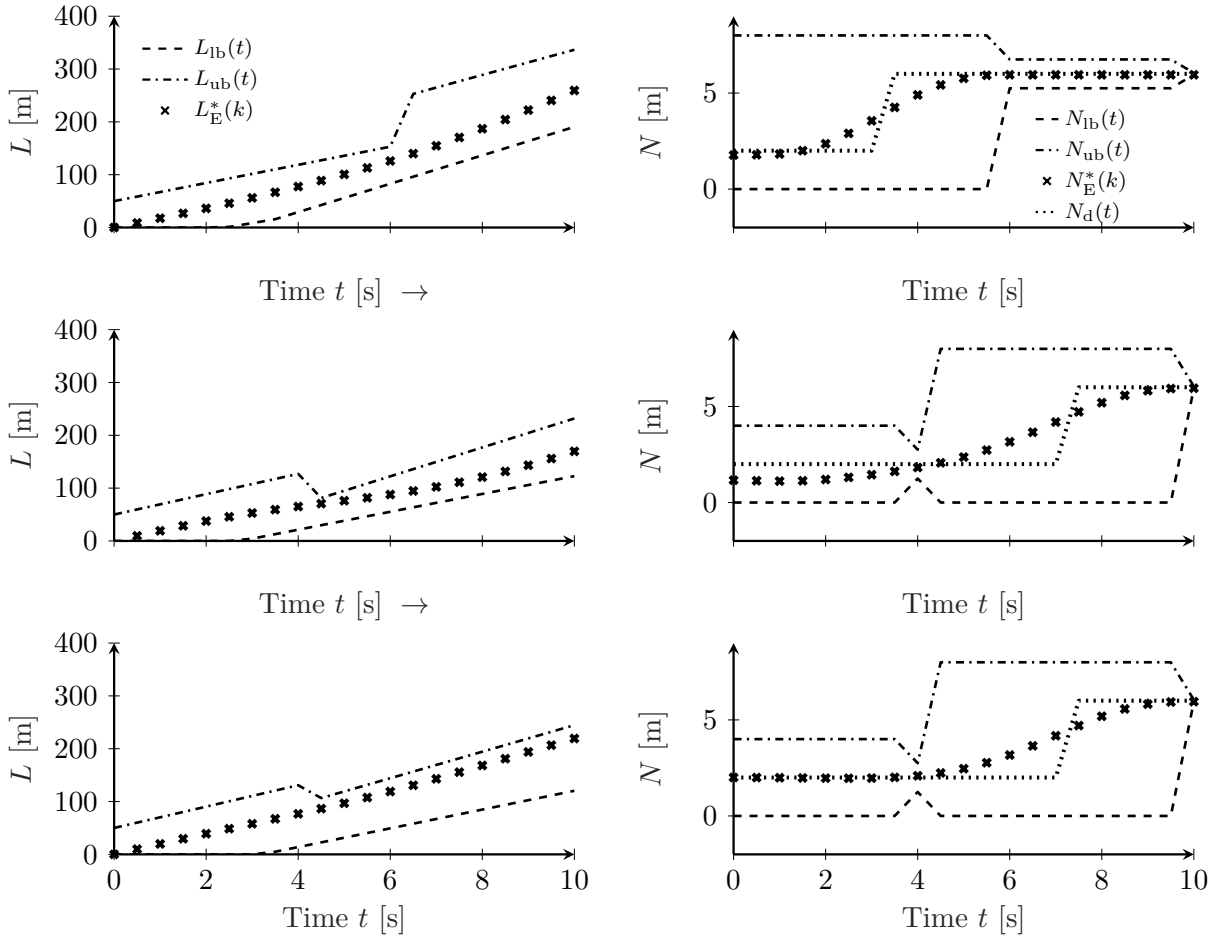 400
300
200
100
0
L [m]
L_lb(t)
L_ub(t)
L*_E(k)
Time t [s] →
5
0
N [m]
N_lb(t)
N_ub(t)
N*_E(k)
N_d(t)
Time t [s]
400
300
200
100
0
L [m]
Time t [s] →
5
0
N [m]
Time t [s]
400
300
200
100
0
L [m]
0 2 4 6 8 10
Time t [s]
5
0
N [m]
0 2 4 6 8 10
Time t [s]